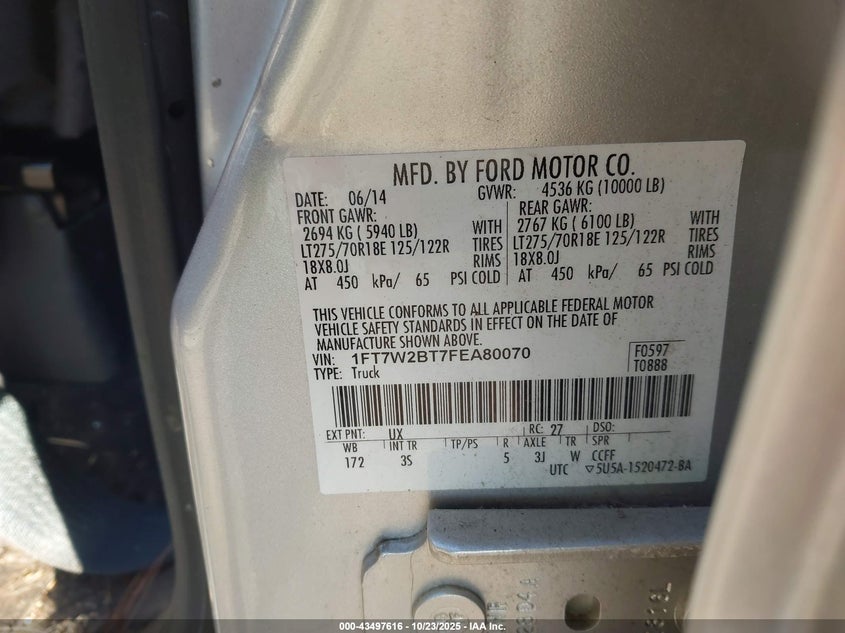 MFD. BY FORD MOTOR CO.
DATE: 06/14 GVWR: 4536 KG (10000 LB)
FRONT GAWR: REAR GAWR:
2694 KG ( 5940 LB) WITH 2767 KG ( 6100 LB) WITH
LT275/70R18E 125/122R TIRES LT275/70R18E 125/122R TIRES
18X8.0J RIMS 18X8.0J RIMS
AT 450 kPa/ 65 PSI COLD AT 450 kPa/ 65 PSI COLD
THIS VEHICLE CONFORMS TO ALL APPLICABLE FEDERAL MOTOR
VEHICLE SAFETY STANDARDS IN EFFECT ON THE DATE OF
MANUFACTURE SHOWN ABOVE.
VIN: 1FT7W2BT7FEA80070 F0597
TYPE: Truck T0888
EXT PNT: UX RC: 27 DSO:
WB INT TR TP/PS R AXLE TR SPR
172 3S 5 3J W CCFF
UTC ▽5U5A-1520472-BA
000-43497616 - 10/23/2025 - www.iaai.com - Copyright © 2025 IAA, Inc.